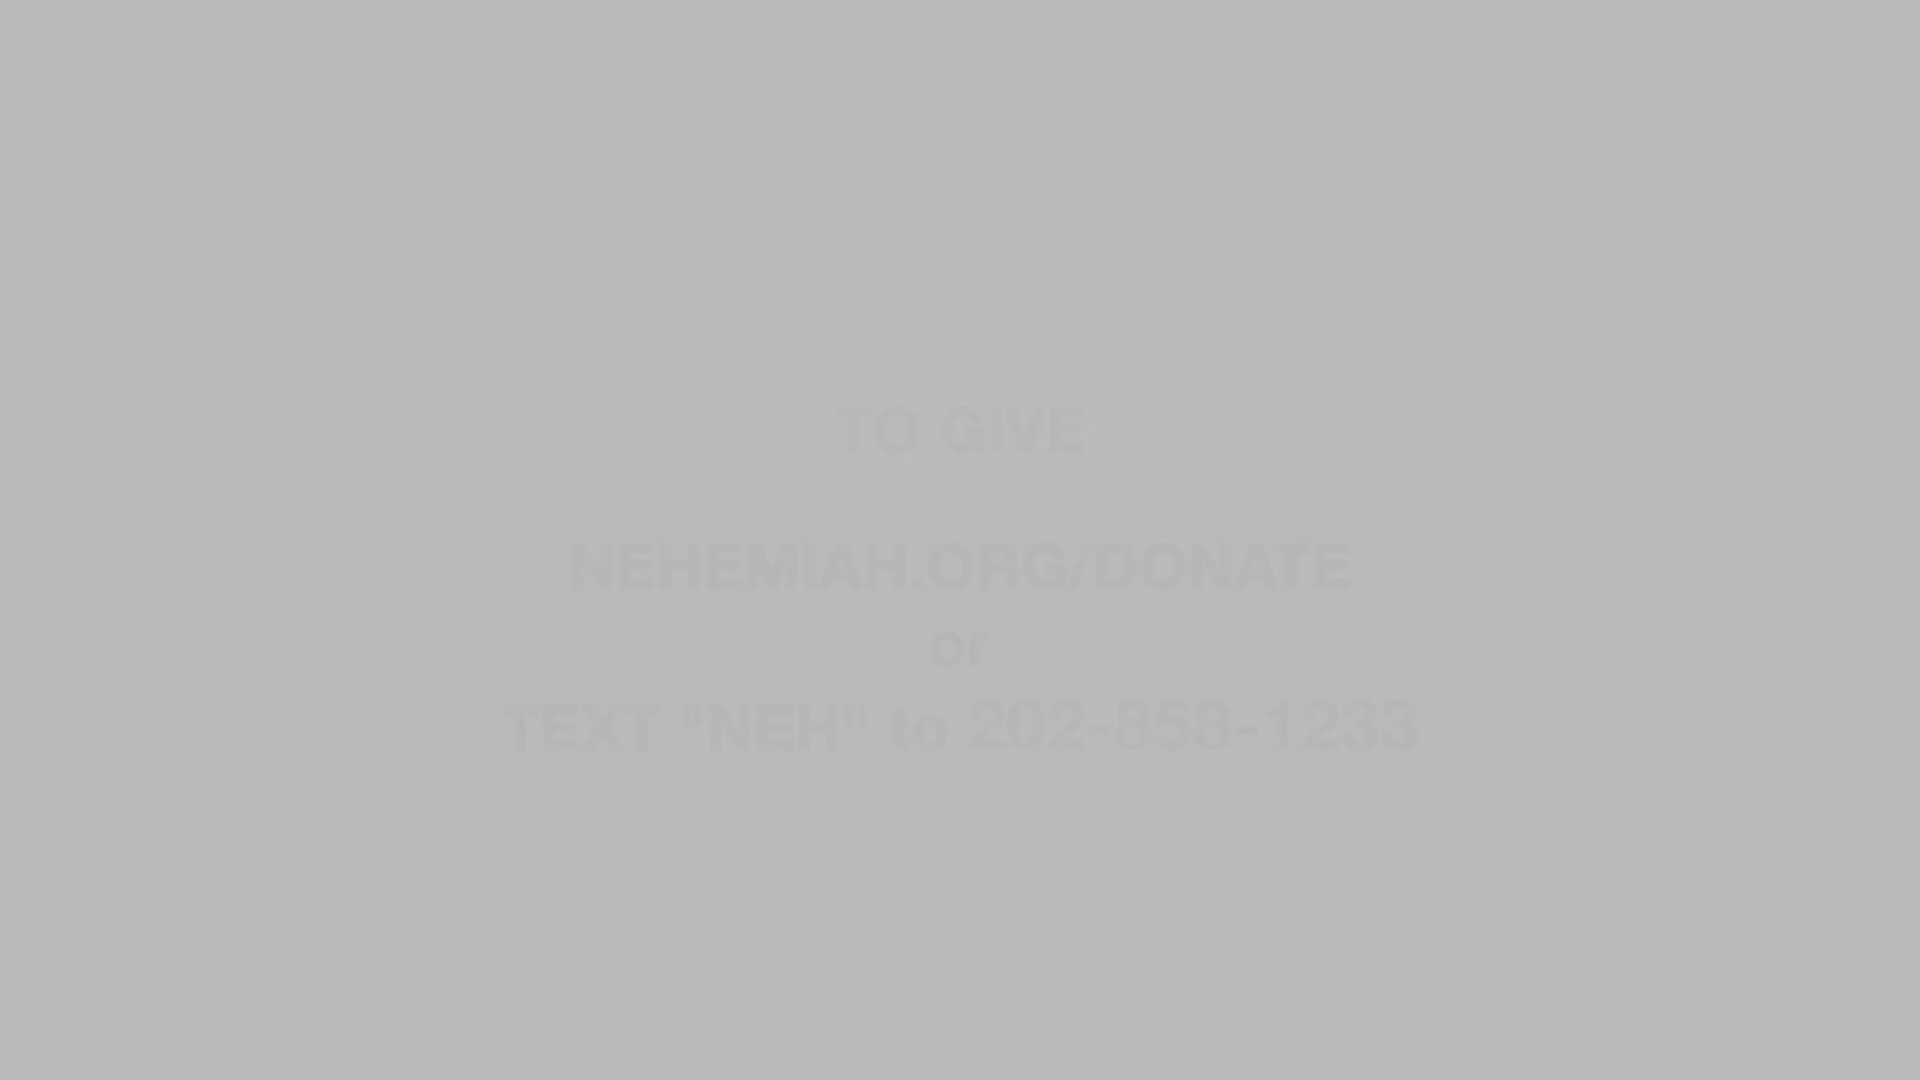 TO GIVE
NEHEMIAH.ORG/DONATE
or
TEXT "NEH" to 202-858-1233